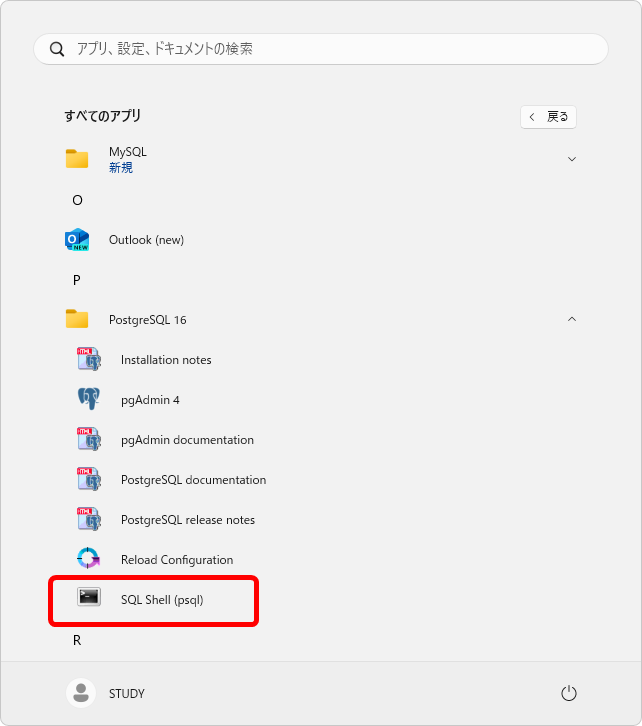 アプリ、設定、ドキュメントの検索
すべてのアプリ
戻る
MySQL
新規
O
Outlook (new)
P
PostgreSQL 16
Installation notes
pgAdmin 4
pgAdmin documentation
PostgreSQL documentation
PostgreSQL release notes
Reload Configuration
SQL Shell (psql)
R
STUDY